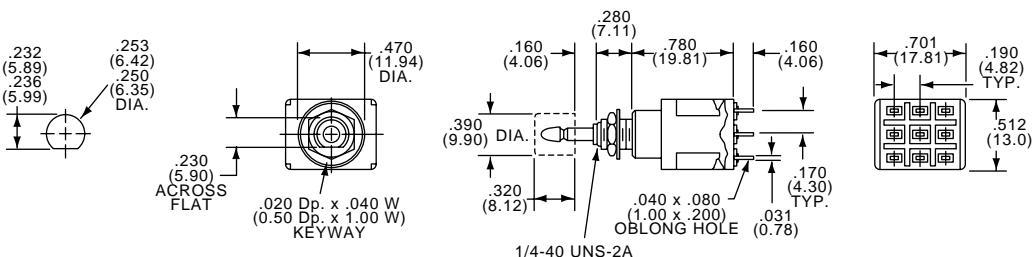 .232
(5.89)
.236
(5.99)
.253
(6.42)
.250
(6.35)
DIA.
.470
(11.94)
DIA.
.230
(5.90)
ACROSS
FLAT
.020 Dp. x .040 W
(0.50 Dp. x 1.00 W)
KEYWAY
.160
(4.06)
.280
(7.11)
.780
(19.81)
.160
(4.06)
.390
(9.90)
DIA.
.320
(8.12)
1/4-40 UNS-2A
.040 x .080
(1.00 x .200)
OBLONG HOLE
.031
(0.78)
.170
(4.30)
TYP.
.701
(17.81)
.190
(4.82)
TYP.
.512
(13.0)